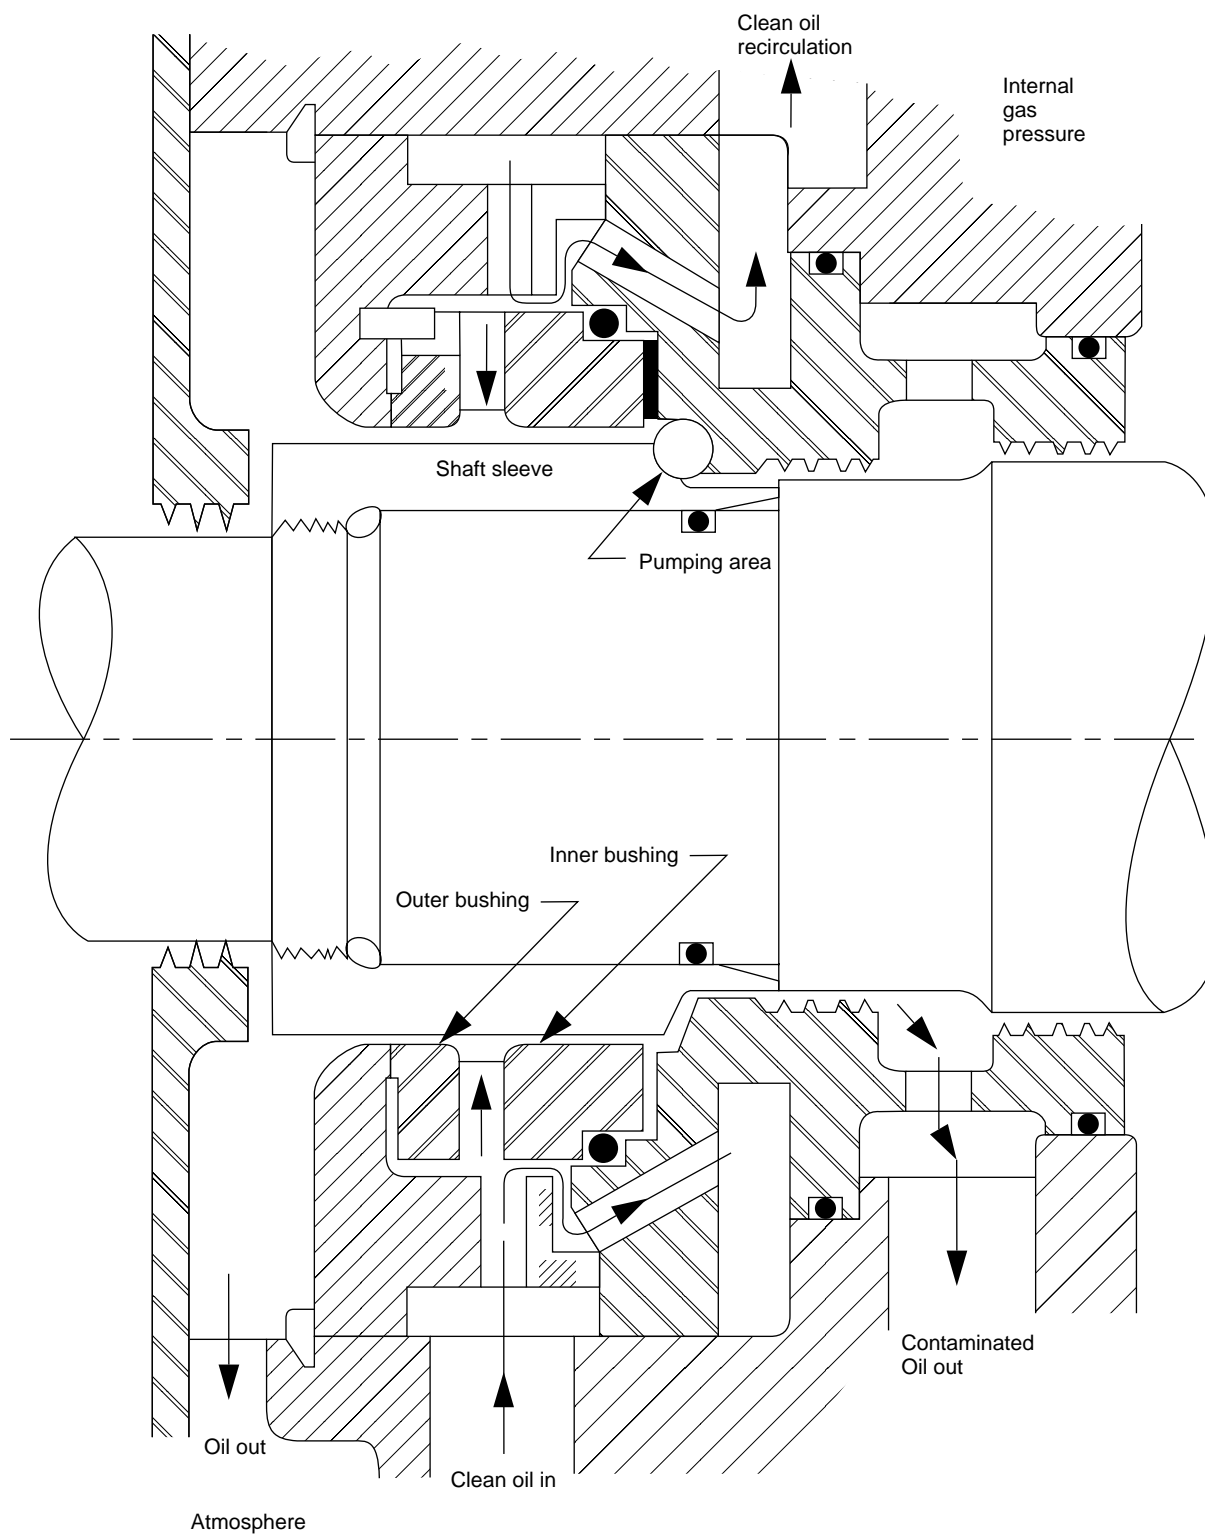 Clean oil
recirculation
Internal
gas
pressure
Shaft sleeve
Pumping area
Inner bushing
Outer bushing
Contaminated
Oil out
Oil out
Clean oil in
Atmosphere